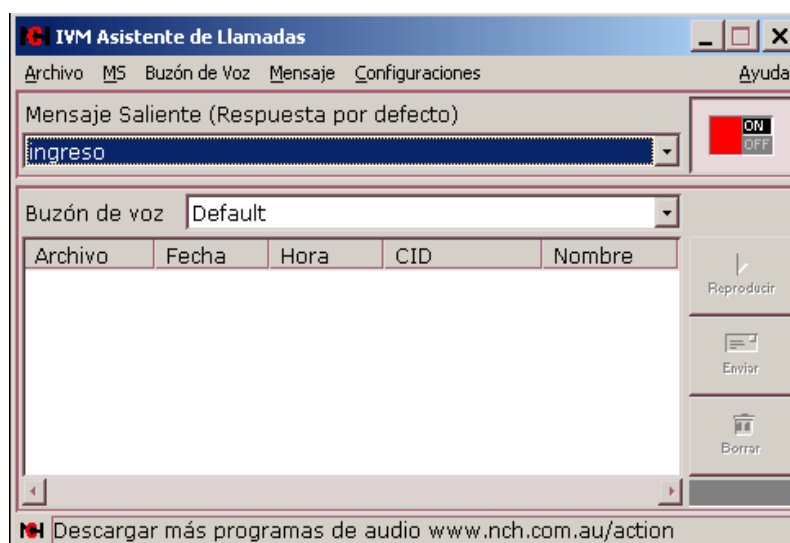 NCH IVM Asistente de Llamadas
Archivo MS Buzón de Voz Mensaje Configuraciones Ayuda
Mensaje Saliente (Respuesta por defecto)
ON
OFF
ingreso
Buzón de voz Default
Archivo Fecha Hora CID Nombre
Reproducir
Enviar
Borrar
NCH Descargar más programas de audio www.nch.com.au/action